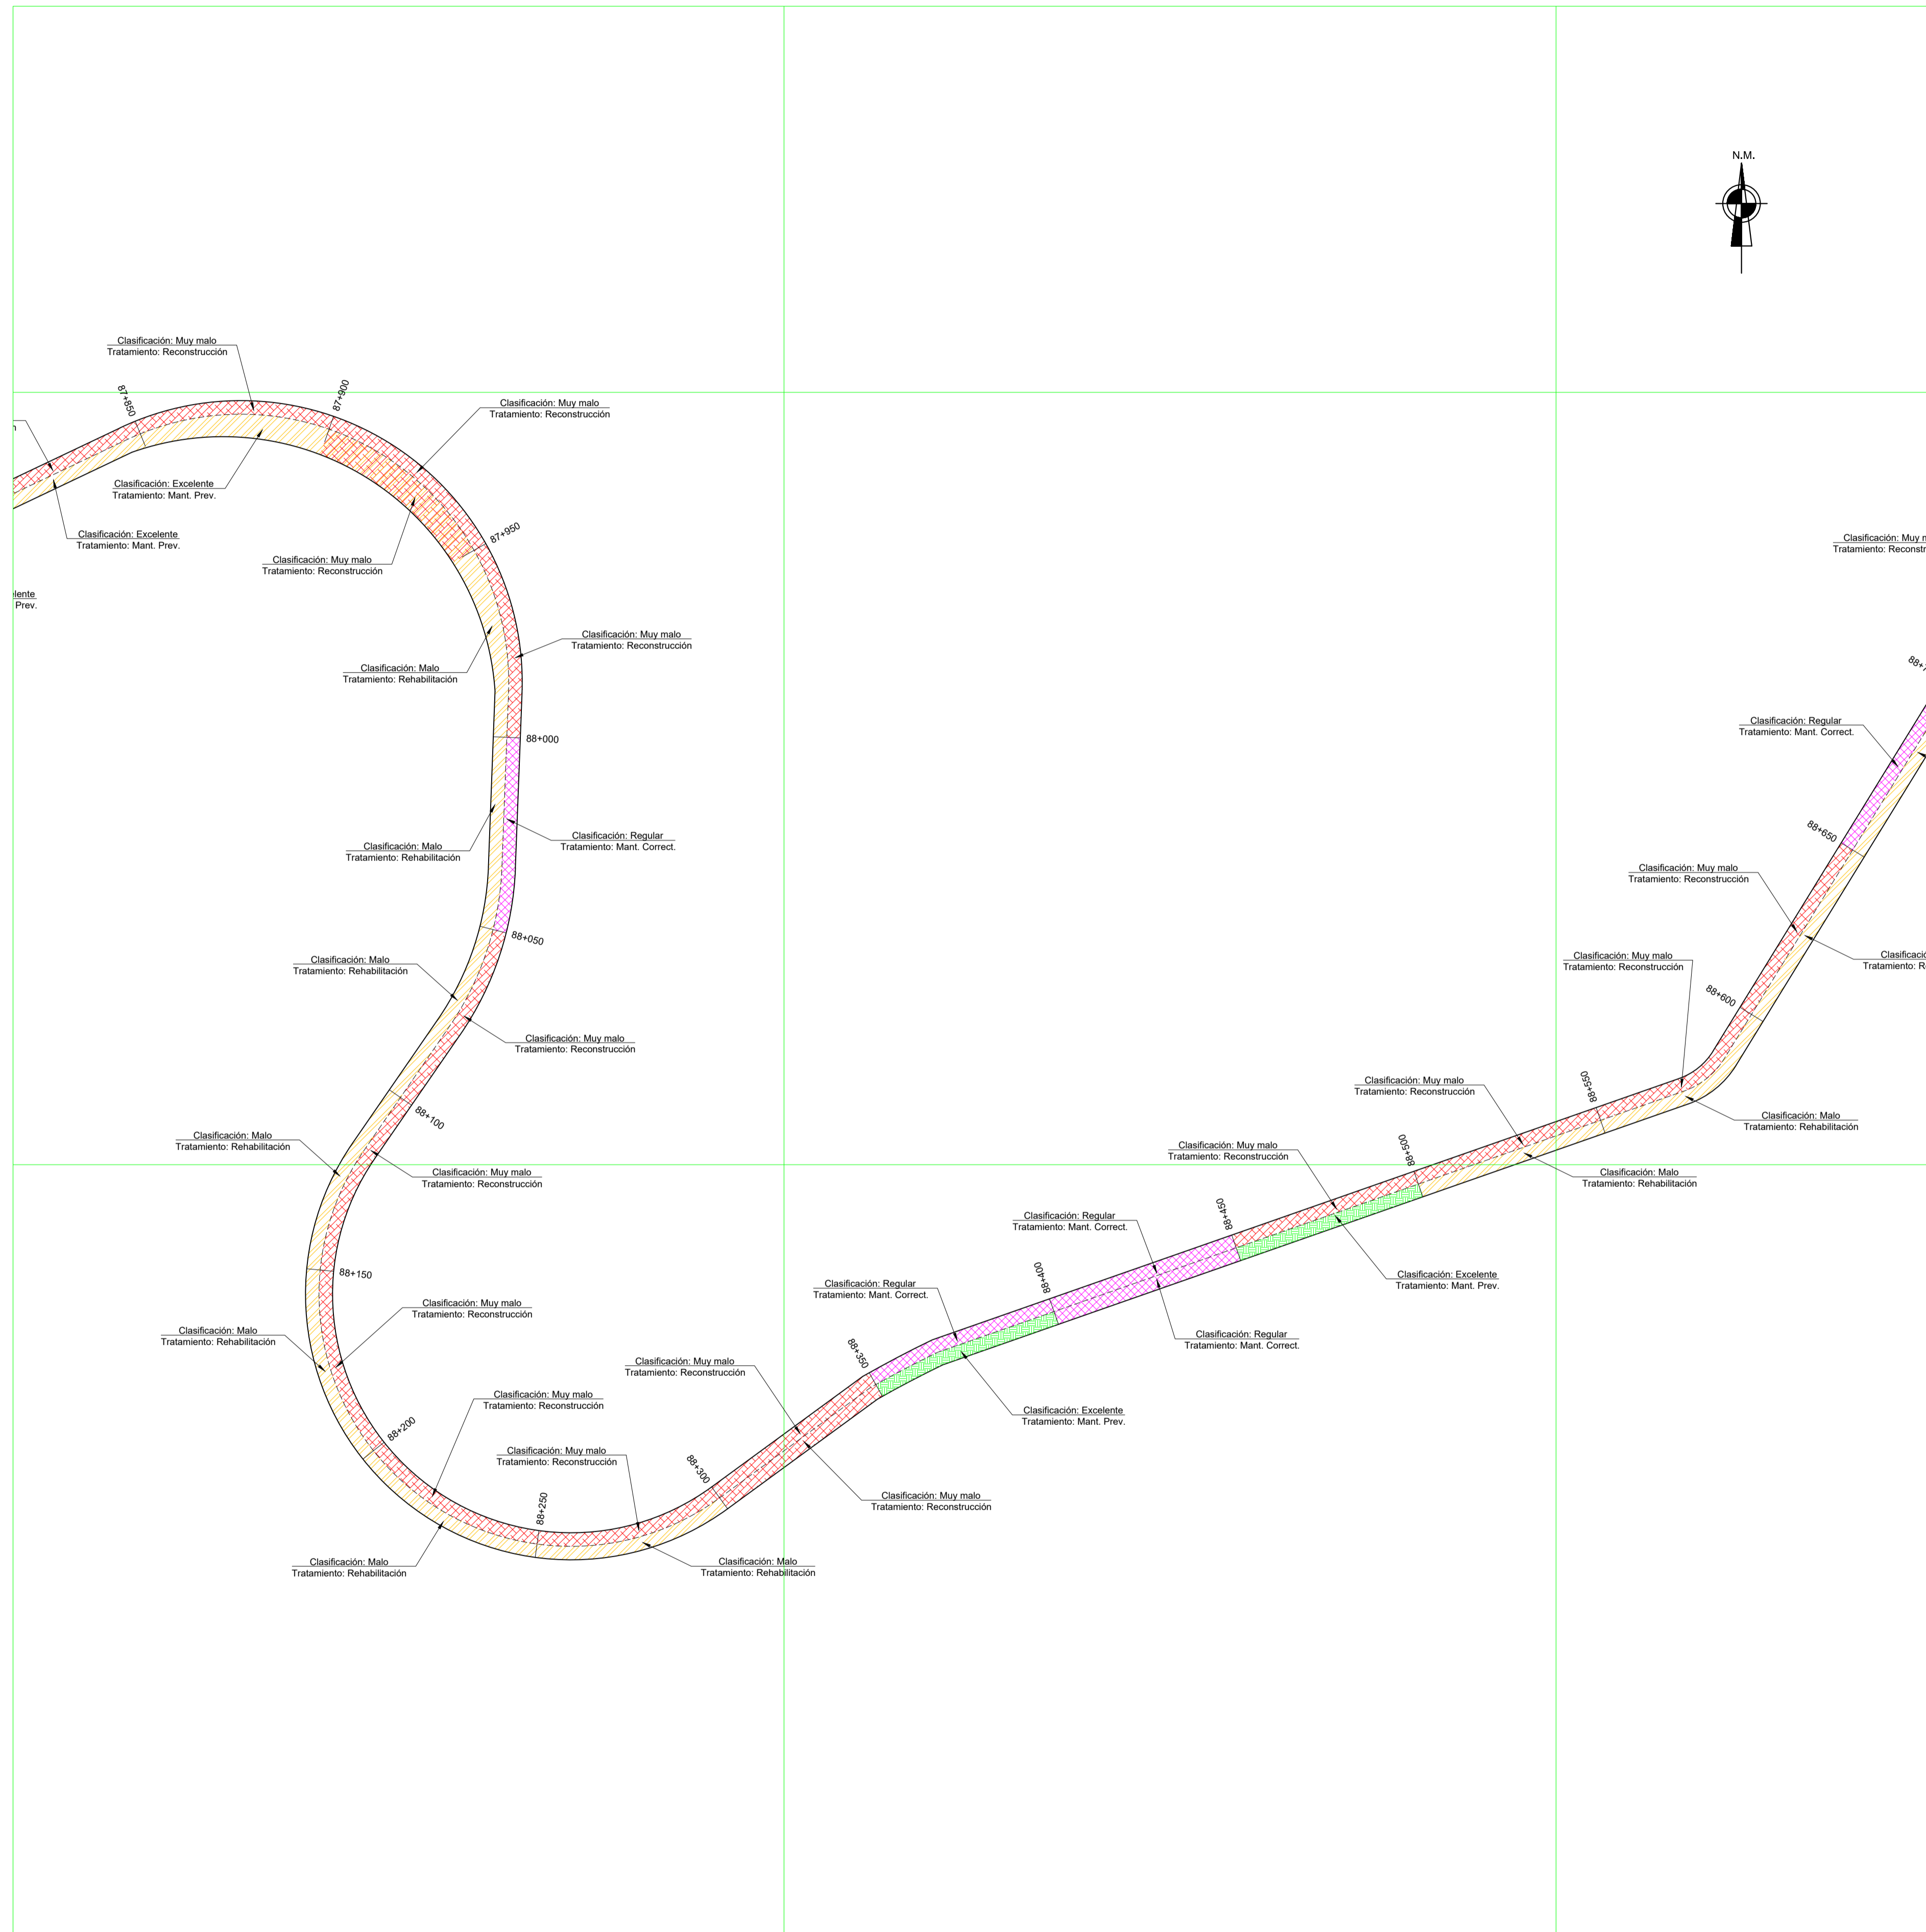 N.M.
Clasificación: Muy malo
Tratamiento: Reconstrucción
87+850
87+900
Clasificación: Muy malo
Tratamiento: Reconstrucción
n
Clasificación: Excelente
Tratamiento: Mant. Prev.
Clasificación: Excelente
Tratamiento: Mant. Prev.
87+950
Clasificación: Muy m
Tratamiento: Reconstru
Clasificación: Muy malo
Tratamiento: Reconstrucción
elente
Prev.
Clasificación: Muy malo
Tratamiento: Reconstrucción
Clasificación: Malo
Tratamiento: Rehabilitación
88+7
Clasificación: Regular
Tratamiento: Mant. Correct.
88+000
Clasificación: Regular
Tratamiento: Mant. Correct.
88+650
Clasificación: Malo
Tratamiento: Rehabilitación
Clasificación: Muy malo
Tratamiento: Reconstrucción
88+050
Clasificación: Malo
Tratamiento: Rehabilitación
Clasificación: Muy malo
Tratamiento: Reconstrucción
Clasificació
Tratamiento: R
88+600
Clasificación: Muy malo
Tratamiento: Reconstrucción
Clasificación: Muy malo
Tratamiento: Reconstrucción
88+550
88+100
Clasificación: Malo
Tratamiento: Rehabilitación
Clasificación: Malo
Tratamiento: Rehabilitación
Clasificación: Muy malo
Tratamiento: Reconstrucción
88+500
Clasificación: Muy malo
Tratamiento: Reconstrucción
Clasificación: Malo
Tratamiento: Rehabilitación
88+450
Clasificación: Regular
Tratamiento: Mant. Correct.
88+150
88+400
Clasificación: Excelente
Tratamiento: Mant. Prev.
Clasificación: Regular
Tratamiento: Mant. Correct.
Clasificación: Muy malo
Tratamiento: Reconstrucción
Clasificación: Malo
Tratamiento: Rehabilitación
Clasificación: Regular
Tratamiento: Mant. Correct.
88+350
Clasificación: Muy malo
Tratamiento: Reconstrucción
Clasificación: Muy malo
Tratamiento: Reconstrucción
Clasificación: Excelente
Tratamiento: Mant. Prev.
88+200
Clasificación: Muy malo
Tratamiento: Reconstrucción
88+300
Clasificación: Muy malo
Tratamiento: Reconstrucción
88+250
Clasificación: Malo
Tratamiento: Rehabilitación
Clasificación: Malo
Tratamiento: Rehabilitación